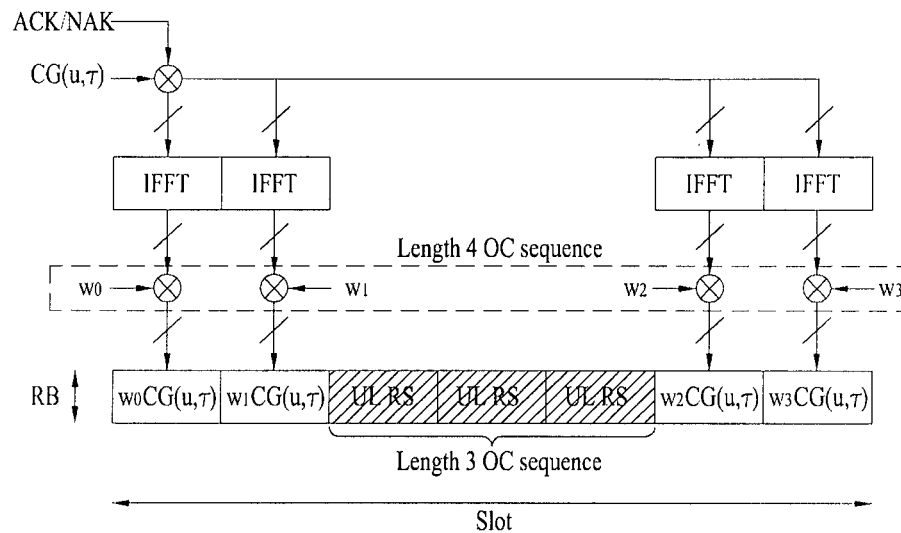 ACK/NAK
CG(u,τ)
IFFT IFFT IFFT IFFT
Length 4 OC sequence
w0 w1 w2 w3
RB w0CG(u,τ) w1CG(u,τ) UL RS UL RS UL RS w2CG(u,τ) w3CG(u,τ)
Length 3 OC sequence
Slot